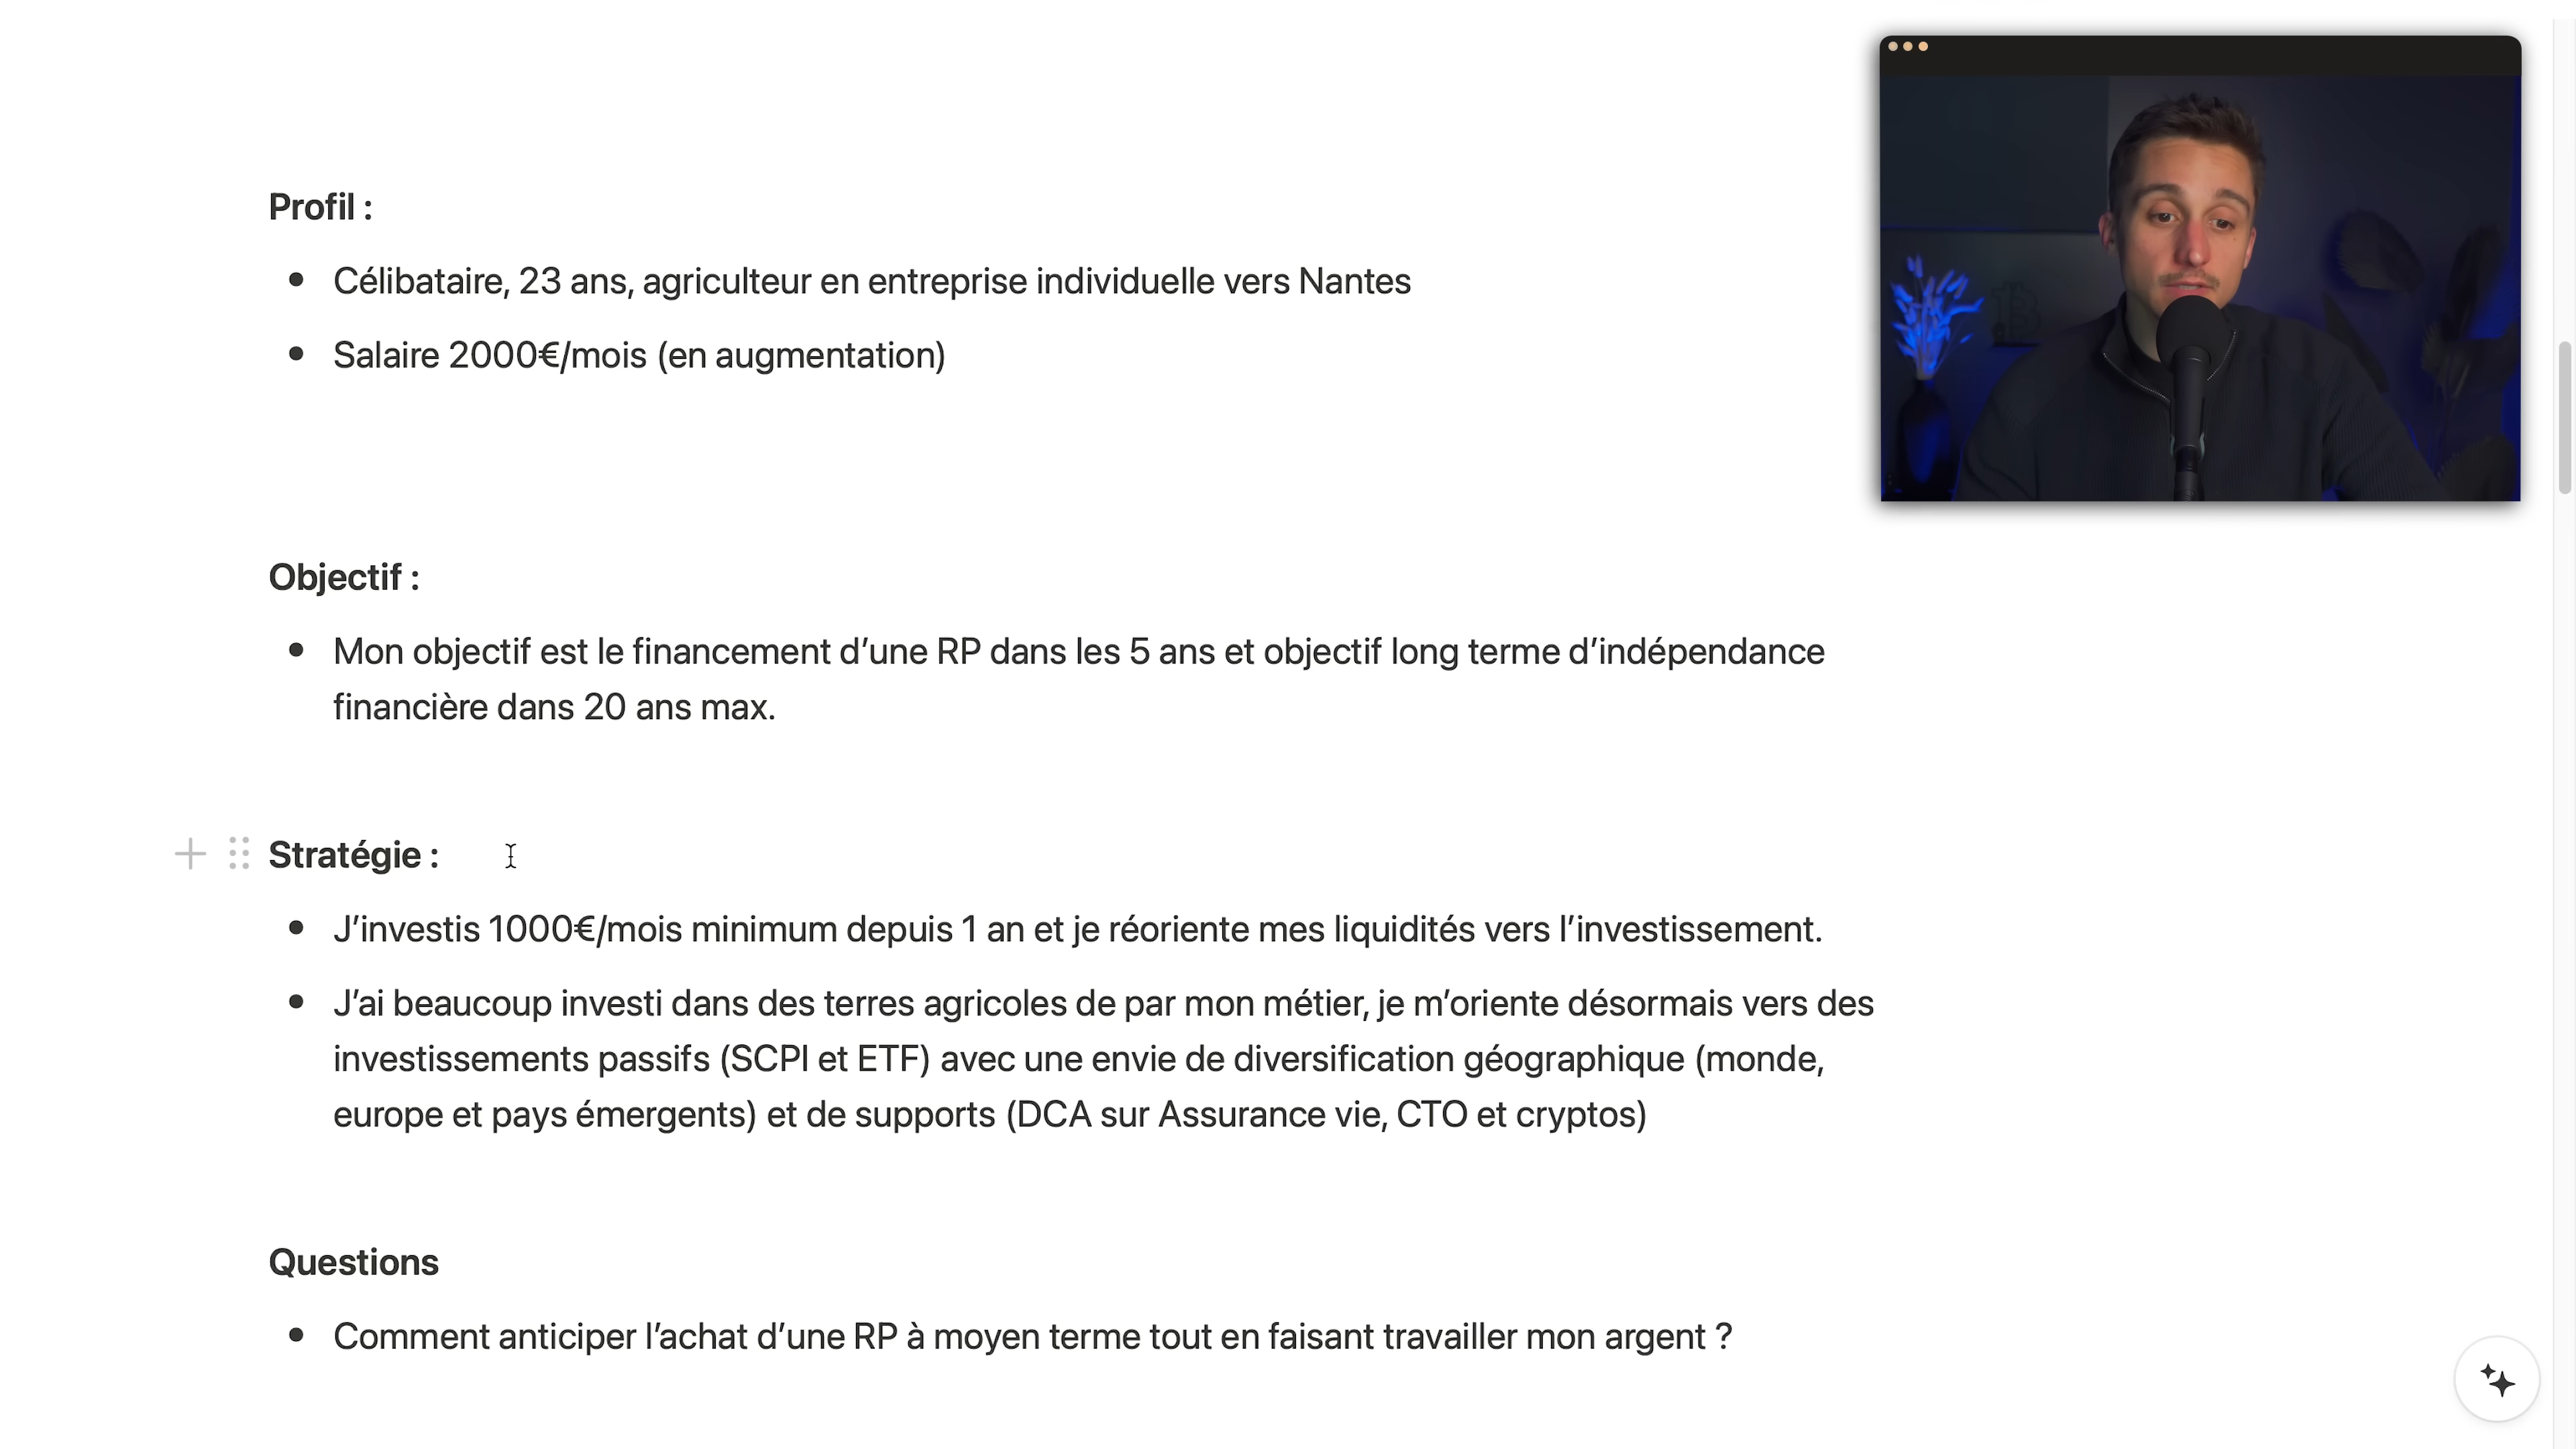 Profil :
Célibataire, 23 ans, agriculteur en entreprise individuelle vers Nantes
Salaire 2000€/mois (en augmentation)
Objectif :
Mon objectif est le financement d’une RP dans les 5 ans et objectif long terme d’indépendance
financière dans 20 ans max.
Stratégie :
J’investis 1000€/mois minimum depuis 1 an et je réoriente mes liquidités vers l’investissement.
J’ai beaucoup investi dans des terres agricoles de par mon métier, je m’oriente désormais vers des
investissements passifs (SCPI et ETF) avec une envie de diversification géographique (monde,
europe et pays émergents) et de supports (DCA sur Assurance vie, CTO et cryptos)
Questions
Comment anticiper l’achat d’une RP à moyen terme tout en faisant travailler mon argent ?